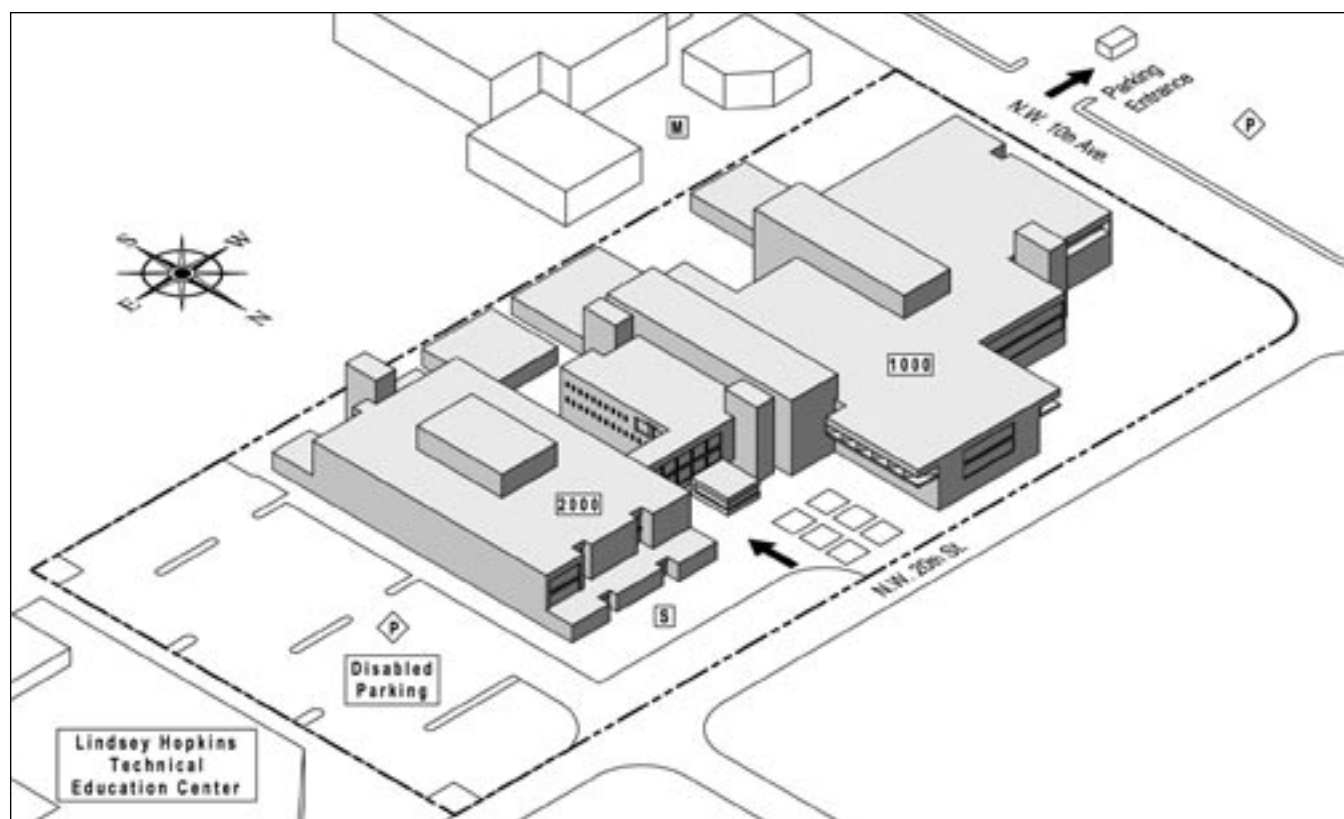 M
Parking
Entrance
P
N.W. 10th Ave.
S
W
E
N
1000
2000
N.W. 20th St.
S
P
Disabled
Parking
Lindsey Hopkins
Technical
Education Center